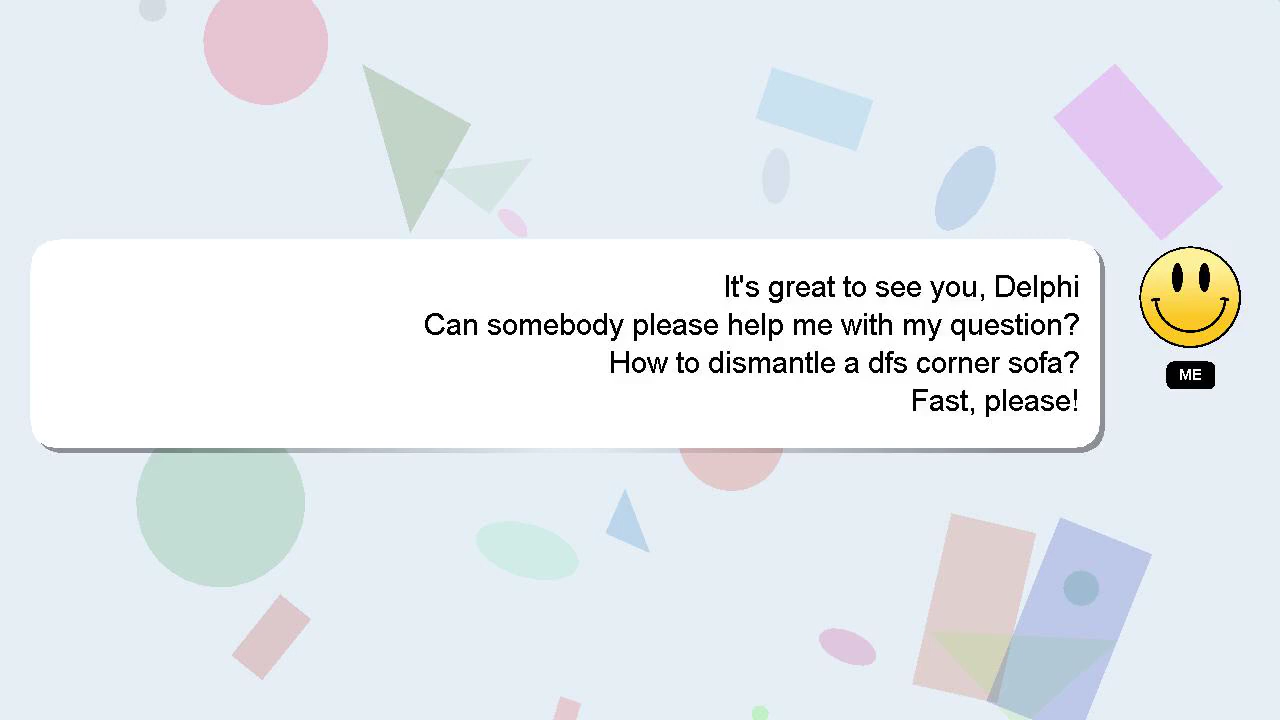 It's great to see you, Delphi
Can somebody please help me with my question?
How to dismantle a dfs corner sofa?
Fast, please!
ME